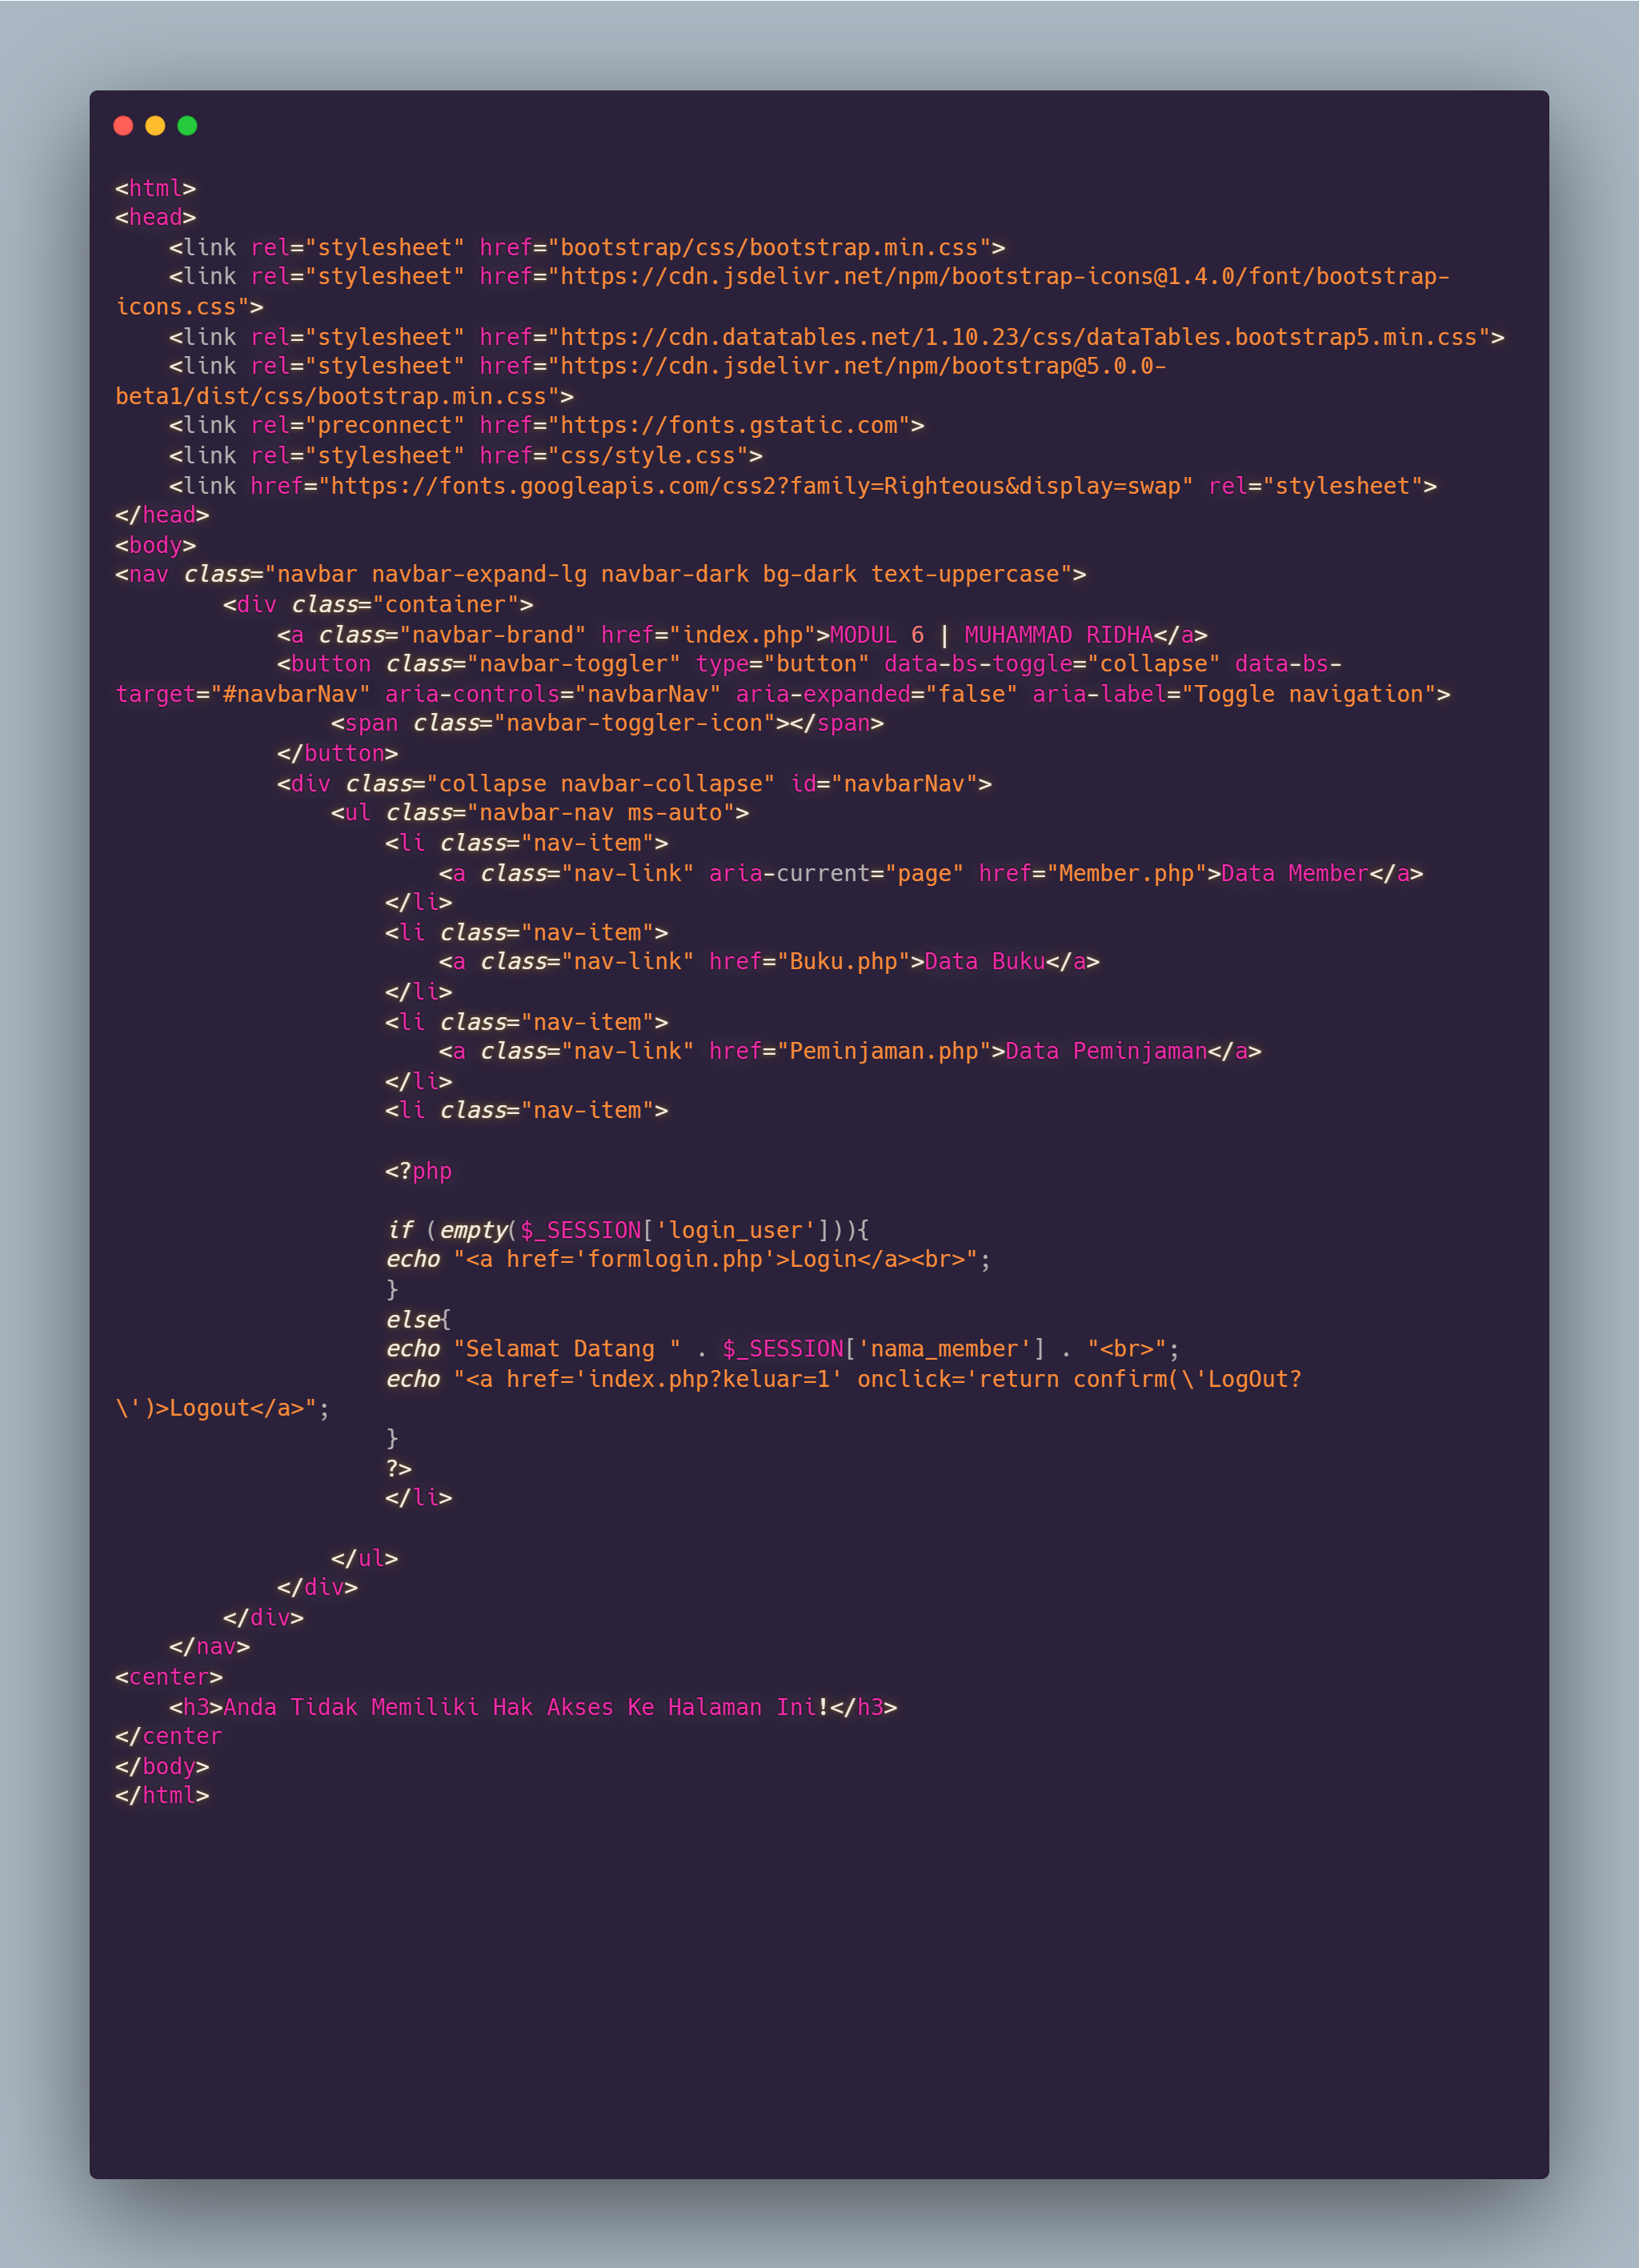 <html>
<head>
    <link rel="stylesheet" href="bootstrap/css/bootstrap.min.css">
    <link rel="stylesheet" href="https://cdn.jsdelivr.net/npm/bootstrap-icons@1.4.0/font/bootstrap-
icons.css">
    <link rel="stylesheet" href="https://cdn.datatables.net/1.10.23/css/dataTables.bootstrap5.min.css">
    <link rel="stylesheet" href="https://cdn.jsdelivr.net/npm/bootstrap@5.0.0-
beta1/dist/css/bootstrap.min.css">
    <link rel="preconnect" href="https://fonts.gstatic.com">
    <link rel="stylesheet" href="css/style.css">
    <link href="https://fonts.googleapis.com/css2?family=Righteous&display=swap" rel="stylesheet">
</head>
<body>
<nav class="navbar navbar-expand-lg navbar-dark bg-dark text-uppercase">
        <div class="container">
            <a class="navbar-brand" href="index.php">MODUL 6 | MUHAMMAD RIDHA</a>
            <button class="navbar-toggler" type="button" data-bs-toggle="collapse" data-bs-
target="#navbarNav" aria-controls="navbarNav" aria-expanded="false" aria-label="Toggle navigation">
                <span class="navbar-toggler-icon"></span>
            </button>
            <div class="collapse navbar-collapse" id="navbarNav">
                <ul class="navbar-nav ms-auto">
                    <li class="nav-item">
                        <a class="nav-link" aria-current="page" href="Member.php">Data Member</a>
                    </li>
                    <li class="nav-item">
                        <a class="nav-link" href="Buku.php">Data Buku</a>
                    </li>
                    <li class="nav-item">
                        <a class="nav-link" href="Peminjaman.php">Data Peminjaman</a>
                    </li>
                    <li class="nav-item">

                    <?php

                    if (empty($_SESSION['login_user'])){
                    echo "<a href='formlogin.php'>Login</a><br>";
                    }
                    else{
                    echo "Selamat Datang " . $_SESSION['nama_member'] . "<br>";
                    echo "<a href='index.php?keluar=1' onclick='return confirm(\'LogOut?
\')>Logout</a>";
                    }
                    ?>
                    </li>

                </ul>
            </div>
        </div>
    </nav>
<center>
    <h3>Anda Tidak Memiliki Hak Akses Ke Halaman Ini!</h3>
</center
</body>
</html>